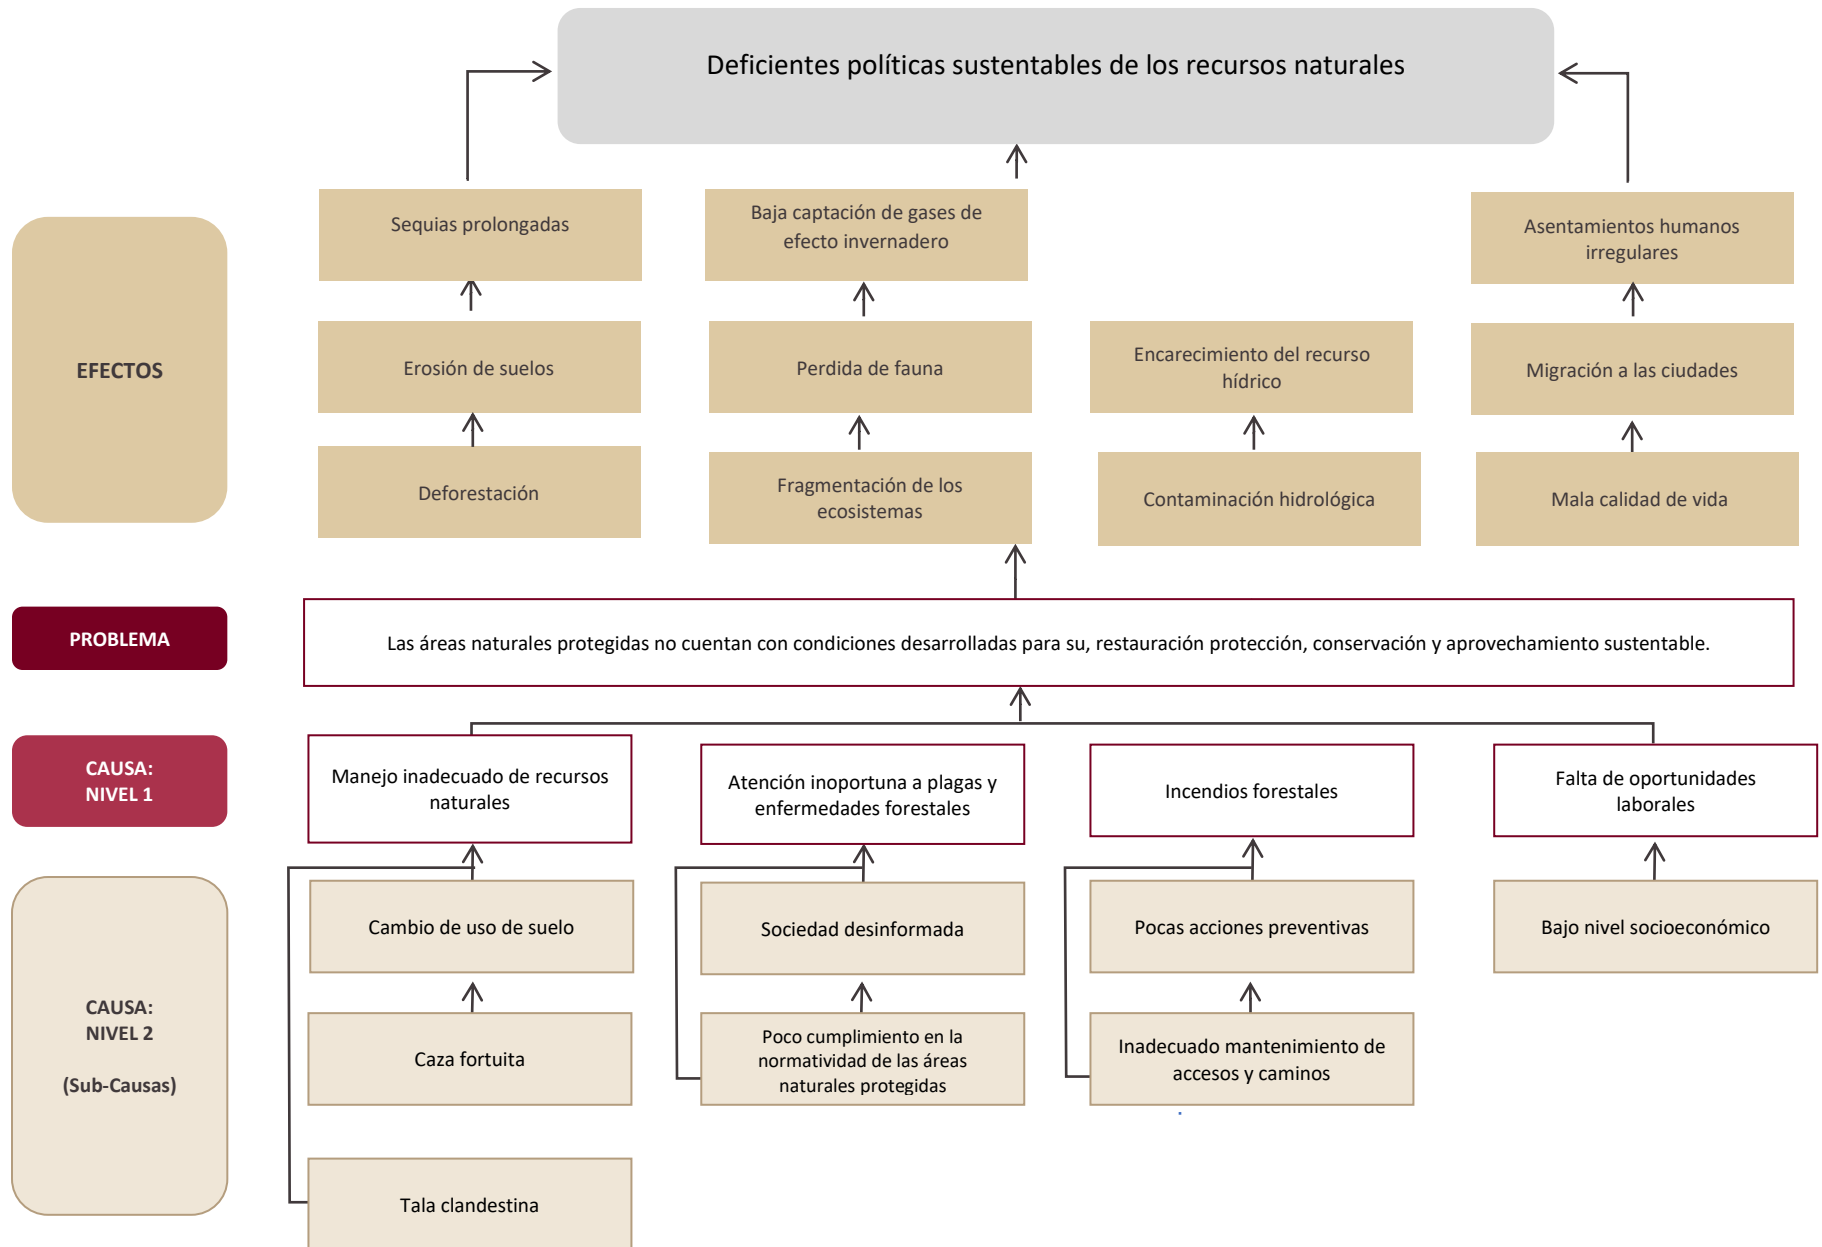 Deficientes políticas sustentables de los recursos naturales
Sequias prolongadas
Baja captación de gases de
efecto invernadero
Asentamientos humanos
irregulares
EFECTOS
Erosión de suelos
Perdida de fauna
Encarecimiento del recurso
hídrico
Migración a las ciudades
Deforestación
Fragmentación de los
ecosistemas
Contaminación hidrológica
Mala calidad de vida
PROBLEMA
Las áreas naturales protegidas no cuentan con condiciones desarrolladas para su, restauración protección, conservación y aprovechamiento sustentable.
CAUSA:
NIVEL 1
Manejo inadecuado de recursos
naturales
Atención inoportuna a plagas y
enfermedades forestales
Incendios forestales
Falta de oportunidades
laborales
CAUSA:
NIVEL 2
(Sub-Causas)
Cambio de uso de suelo
Sociedad desinformada
Pocas acciones preventivas
Bajo nivel socioeconómico
Caza fortuita
Poco cumplimiento en la
normatividad de las áreas
naturales protegidas
Inadecuado mantenimiento de
accesos y caminos
Tala clandestina